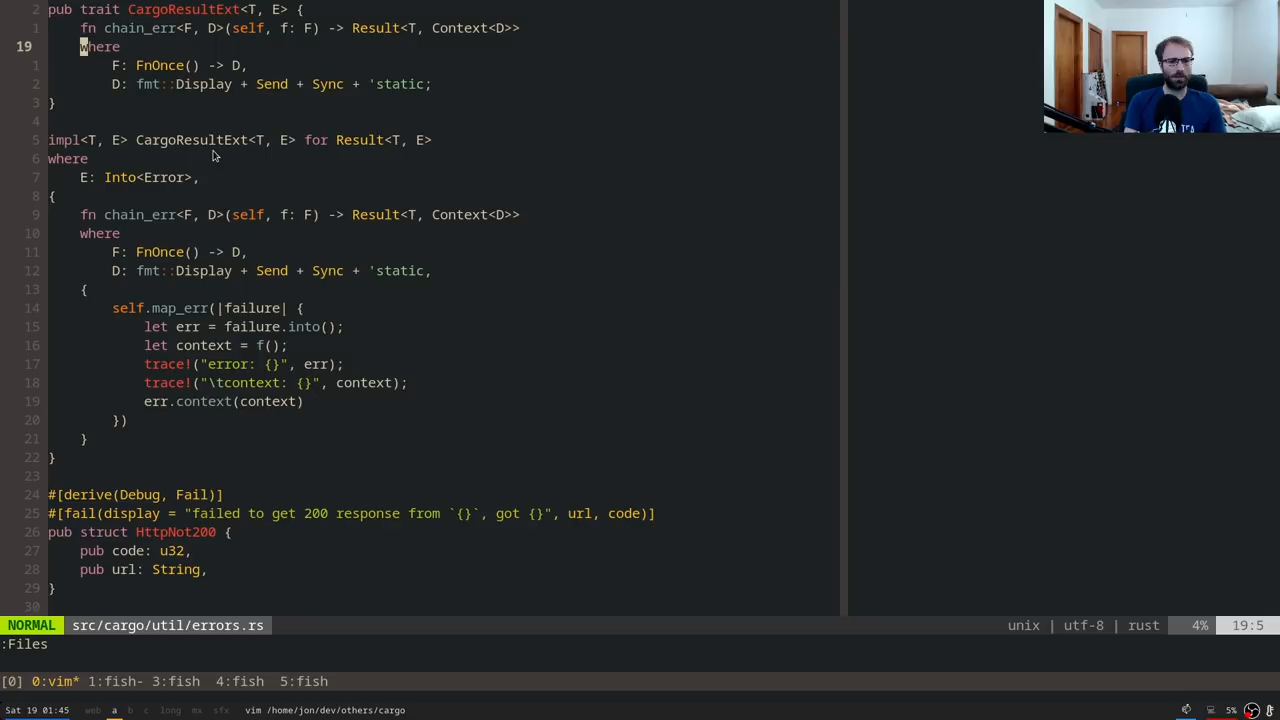 2 pub trait CargoResultExt<T, E> {
1     fn chain_err<F, D>(self, f: F) -> Result<T, Context<D>>
19     where
1         F: FnOnce() -> D,
2         D: fmt::Display + Send + Sync + 'static;
3 }
4
5 impl<T, E> CargoResultExt<T, E> for Result<T, E>
6 where
7     E: Into<Error>,
8 {
9     fn chain_err<F, D>(self, f: F) -> Result<T, Context<D>>
10     where
11         F: FnOnce() -> D,
12         D: fmt::Display + Send + Sync + 'static,
13     {
14         self.map_err(|failure| {
15             let err = failure.into();
16             let context = f();
17             trace!("error: {}", err);
18             trace!("\tcontext: {}", context);
19             err.context(context)
20         })
21     }
22 }
23
24 #[derive(Debug, Fail)]
25 #[fail(display = "failed to get 200 response from `{}`, got {}", url, code)]
26 pub struct HttpNot200 {
27     pub code: u32,
28     pub url: String,
29 }
30
NORMAL src/cargo/util/errors.rs unix | utf-8 | rust 4% 19:5
:Files
[0] 0:vim* 1:fish- 3:fish 4:fish 5:fish
Sat 19 01:45 web a b c long mx sfx vim /home/jon/dev/others/cargo 5%